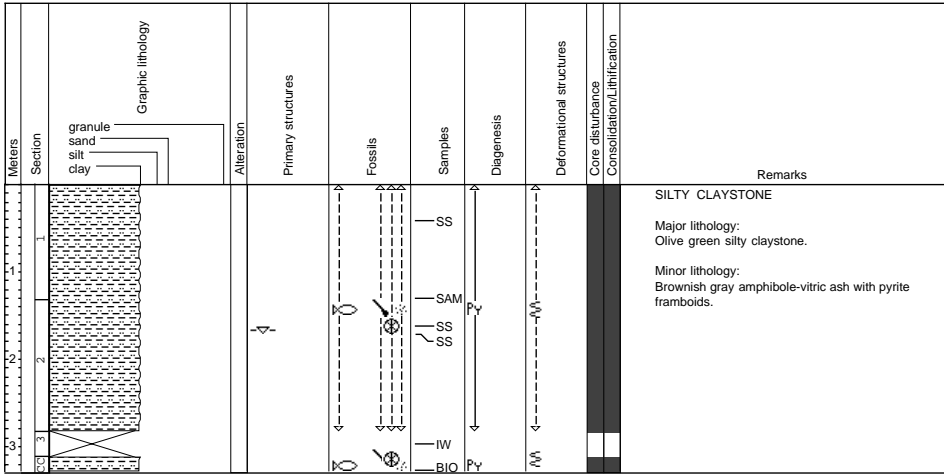 Meters
Section
Graphic lithology
granule
sand
silt
clay
Alteration
Primary structures
Fossils
Samples
Diagenesis
Deformational structures
Core disturbance
Consolidation/Lithification
Remarks
SILTY CLAYSTONE
Major lithology:
Olive green silty claystone.
Minor lithology:
Brownish gray amphibole-vitric ash with pyrite
framboids.
1
2
3
CC
1
2
3
SS
SAM
SS
SS
IW
BIO
Py
Py